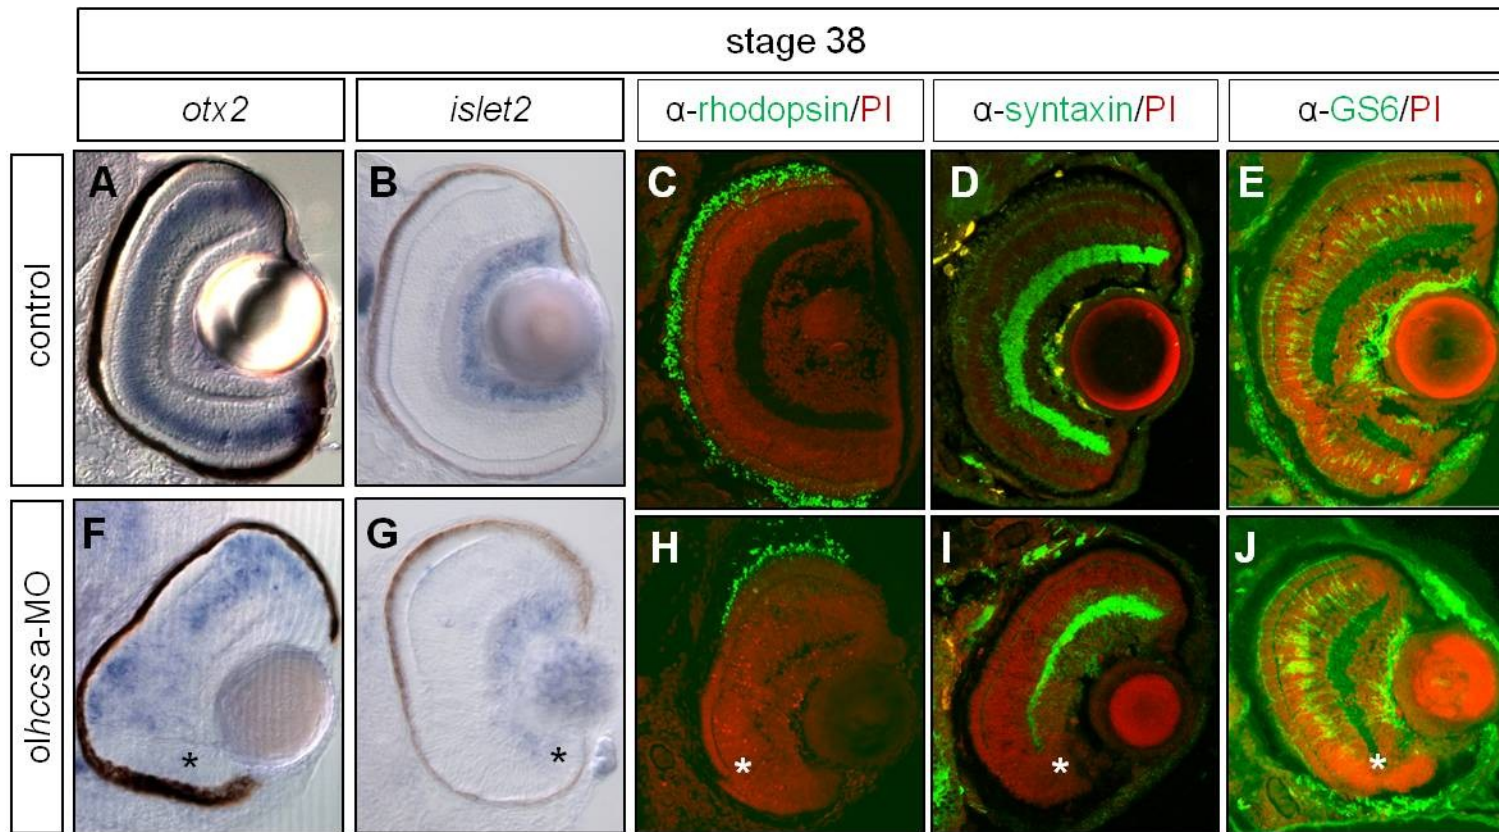 stage 38
otx2
islet2
α-rhodopsin/PI
α-syntaxin/PI
α-GS6/PI
control
A
B
C
D
E
olhccs a-MO
F
G
H
I
J
*
*
*
*
*